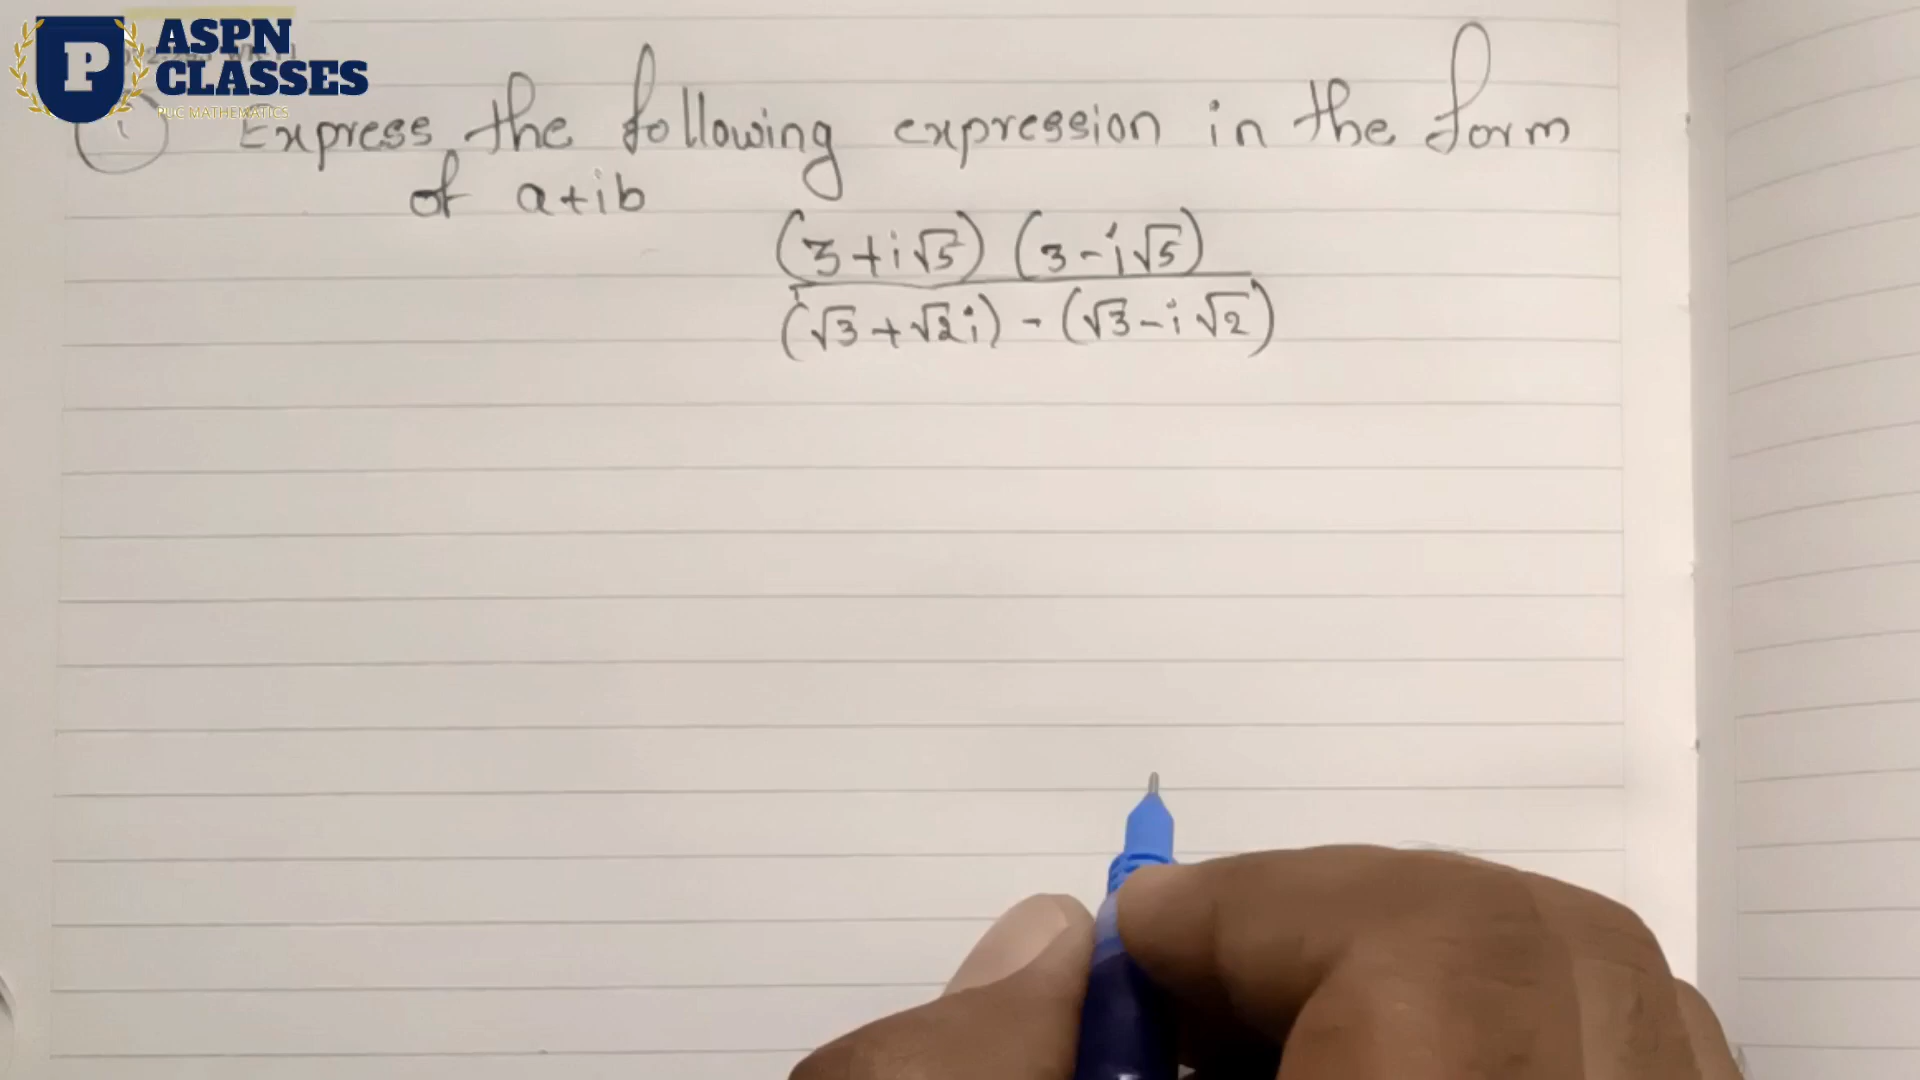 ASPN
CLASSES
PUC MATHEMATICS
① Express the following expression in the form
of a+ib
(3+i√5) (3-i√5)
(√3+√2i) - (√3-i√2)